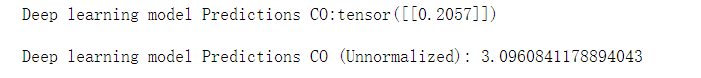 Deep learning model Predictions CO:tensor([[0.2057]])
Deep learning model Predictions CO (Unnormalized): 3.0960841178894043